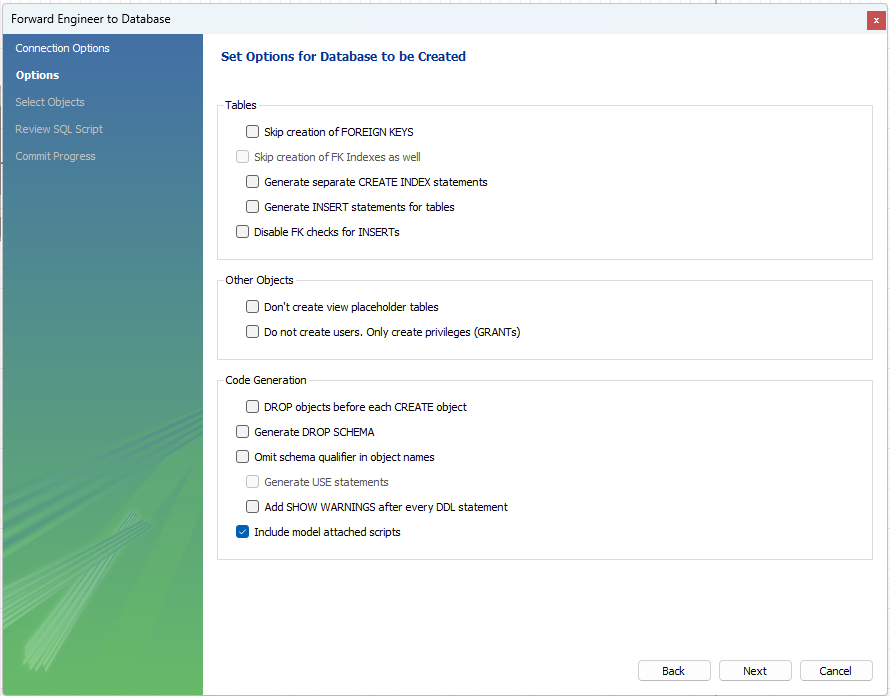 Forward Engineer to Database
x
Connection Options
Options
Select Objects
Review SQL Script
Commit Progress
Set Options for Database to be Created
Tables
Skip creation of FOREIGN KEYS
Skip creation of FK Indexes as well
Generate separate CREATE INDEX statements
Generate INSERT statements for tables
Disable FK checks for INSERTs
Other Objects
Don't create view placeholder tables
Do not create users. Only create privileges (GRANTs)
Code Generation
DROP objects before each CREATE object
Generate DROP SCHEMA
Omit schema qualifier in object names
Generate USE statements
Add SHOW WARNINGS after every DDL statement
Include model attached scripts
Back
Next
Cancel